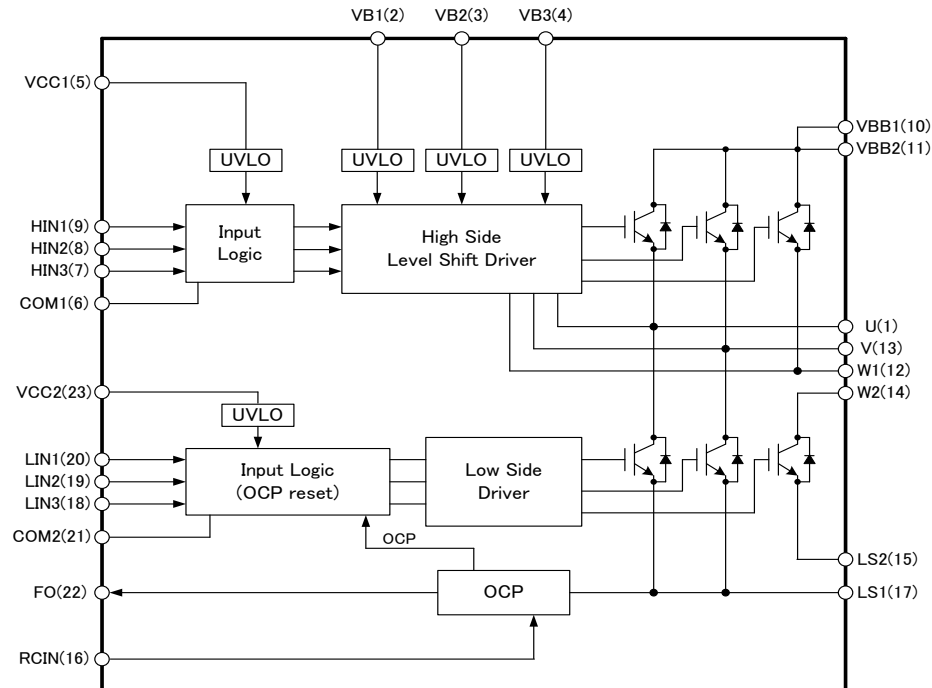 VB1(2) VB2(3) VB3(4)
VCC1(5)
VBB1(10)
VBB2(11)
UVLO UVLO UVLO UVLO
HIN1(9)
HIN2(8)
HIN3(7)
COM1(6)
Input
Logic
High Side
Level Shift Driver
U(1)
V(13)
W1(12)
W2(14)
VCC2(23)
UVLO
LIN1(20)
LIN2(19)
LIN3(18)
COM2(21)
Input Logic
(OCP reset)
Low Side
Driver
OCP
LS2(15)
FO(22)
OCP
LS1(17)
RCIN(16)